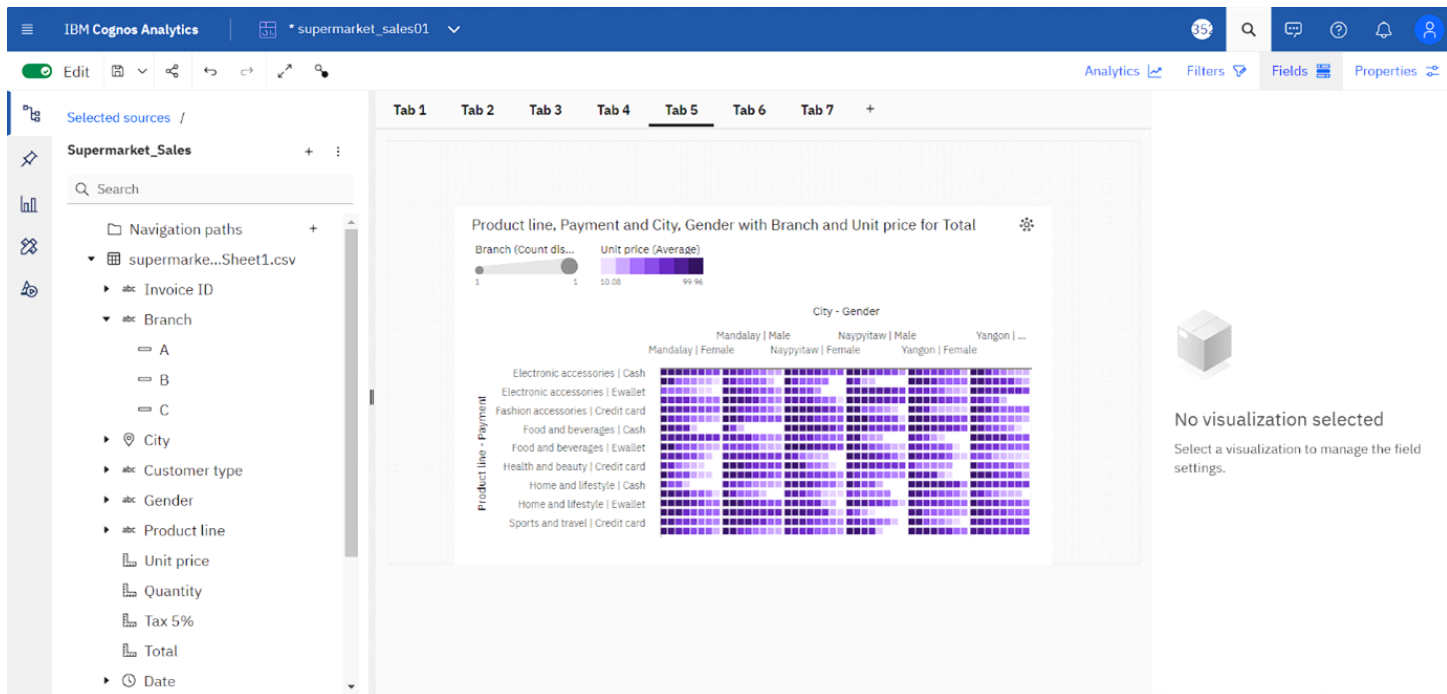 IBM Cognos Analytics
* supermarket_sales01
Edit
Analytics
Filters
Fields
Properties
Selected sources /
Supermarket_Sales
Search
Navigation paths
supermarke...Sheet1.csv
abc Invoice ID
abc Branch
A
B
C
City
abc Customer type
abc Gender
abc Product line
Unit price
Quantity
Tax 5%
Total
Date
Tab 1 Tab 2 Tab 3 Tab 4 Tab 5 Tab 6 Tab 7 +
Product line, Payment and City, Gender with Branch and Unit price for Total
Branch (Count dis...
1 1
Unit price (Average)
10.08 99.96
City - Gender
Mandalay | Male Naypyitaw | Male Yangon | ...
Mandalay | Female Naypyitaw | Female Yangon | Female
Product line - Payment
Electronic accessories | Cash
Electronic accessories | Ewallet
Fashion accessories | Credit card
Food and beverages | Cash
Food and beverages | Ewallet
Health and beauty | Credit card
Home and lifestyle | Cash
Home and lifestyle | Ewallet
Sports and travel | Credit card
No visualization selected
Select a visualization to manage the field
settings.